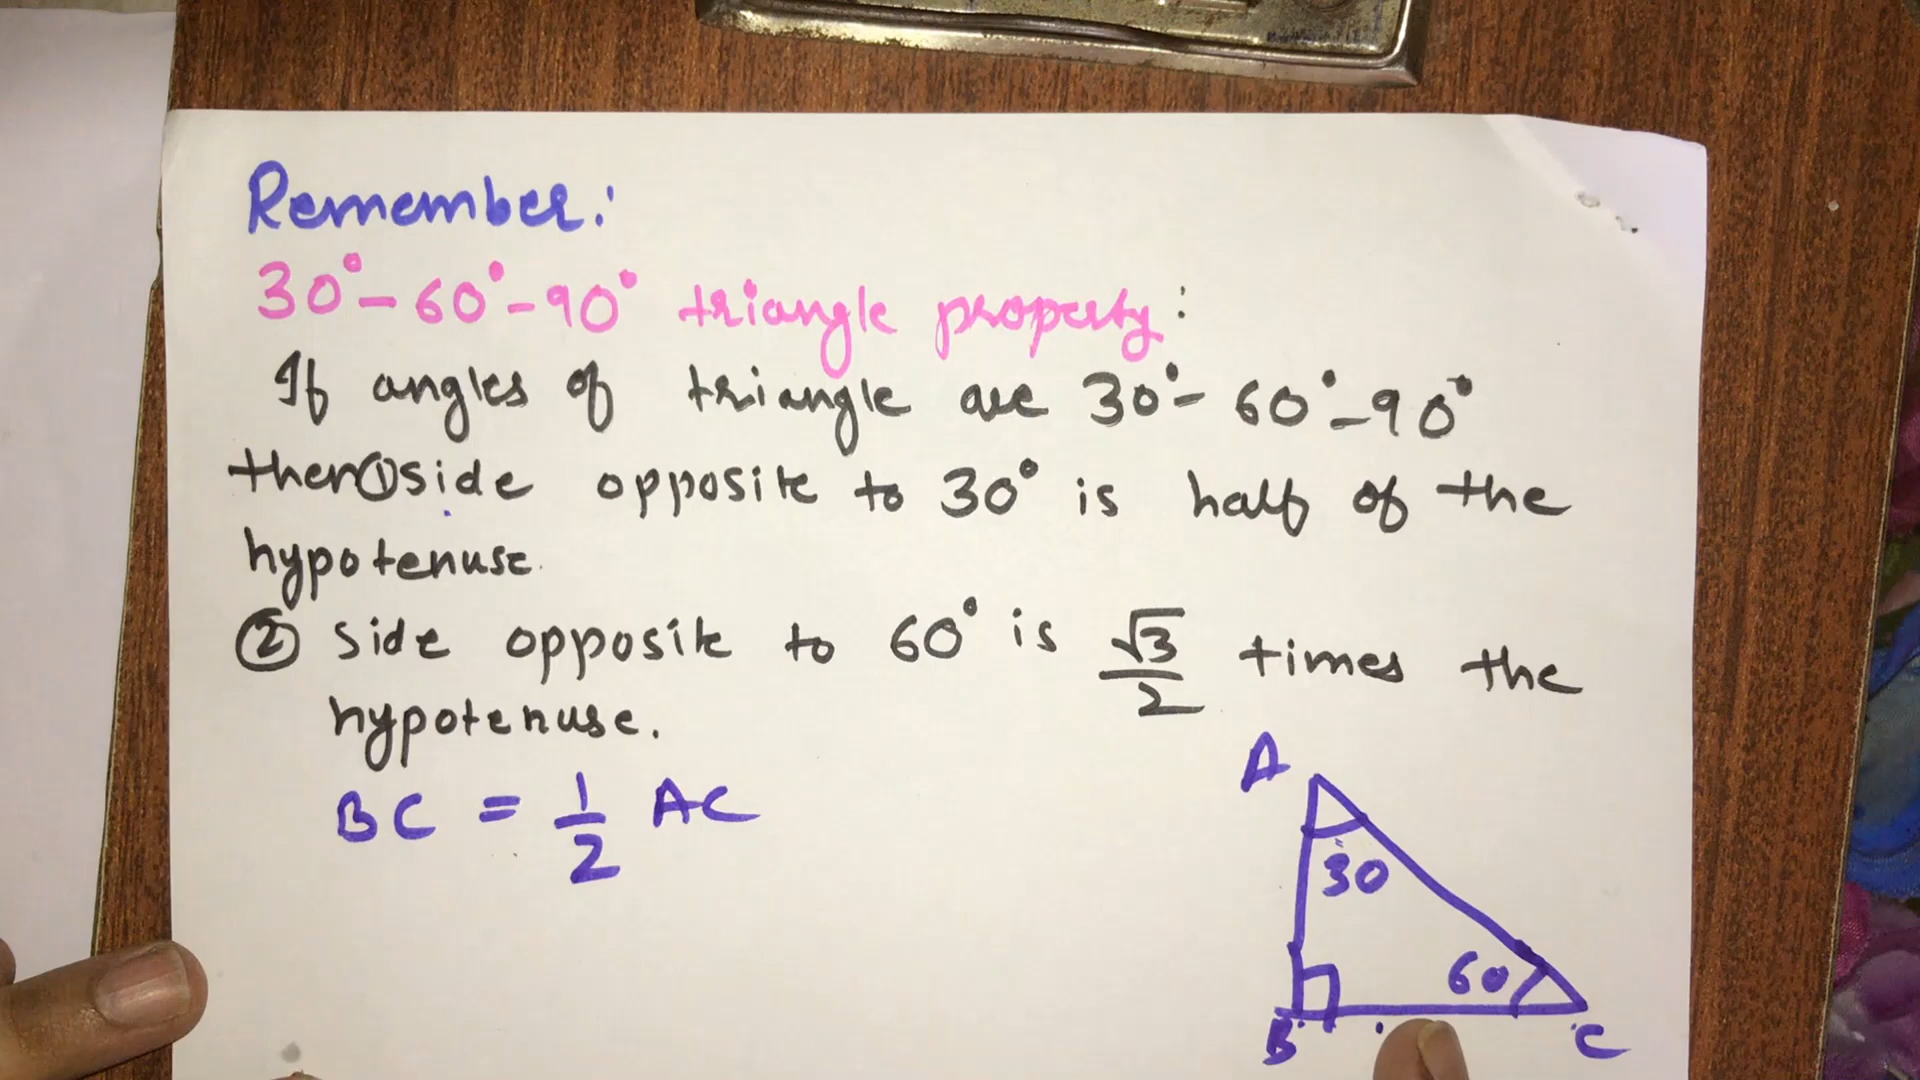 Remember:
30°-60°-90° triangle property:
If angles of triangle are 30°-60°-90°
then ① side opposite to 30° is half of the
hypotenuse.
② side opposite to 60° is √3/2 times the
hypotenuse.
BC = 1/2 AC
A
30
60
B
C